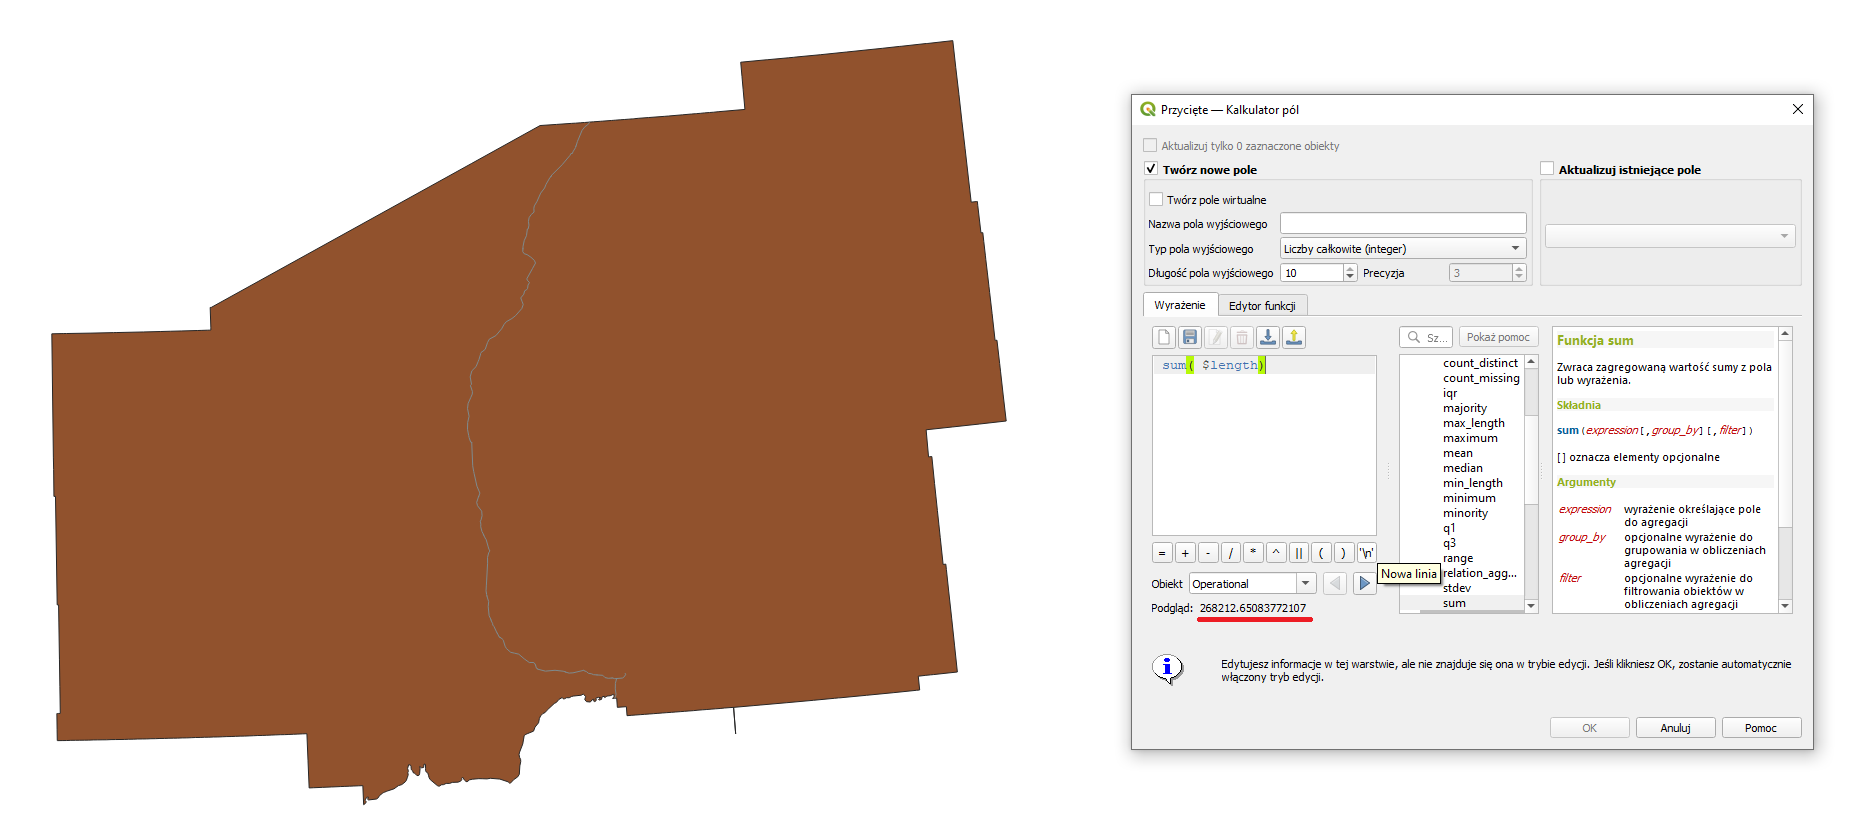 Przycięte — Kalkulator pól
Aktualizuj tylko 0 zaznaczone obiekty
Twórz nowe pole
Aktualizuj istniejące pole
Twórz pole wirtualne
Nazwa pola wyjściowego
Typ pola wyjściowego
Liczby całkowite (integer)
Długość pola wyjściowego
10
Precyzja
3
Wyrażenie
Edytor funkcji
Sz...
Pokaż pomoc
sum( $length)
= + - / * ^ || ( ) '\n'
Nowa linia
Obiekt
Operational
Podgląd: 268212.65083772107
count_distinct
count_missing
iqr
majority
max_length
maximum
mean
median
min_length
minimum
minority
q1
q3
range
relation_agg...
stdev
sum
Funkcja sum
Zwraca zagregowaną wartość sumy z pola
lub wyrażenia.
Składnia
sum(expression[,group_by][,filter])
[ ] oznacza elementy opcjonalne
Argumenty
expression wyrażenie określające pole
do agregacji
group_by opcjonalne wyrażenie do
grupowania w obliczeniach
agregacji
filter opcjonalne wyrażenie do
filtrowania obiektów w
obliczeniach agregacji
i
Edytujesz informacje w tej warstwie, ale nie znajduje się ona w trybie edycji. Jeśli klikniesz OK, zostanie automatycznie
włączony tryb edycji.
OK
Anuluj
Pomoc